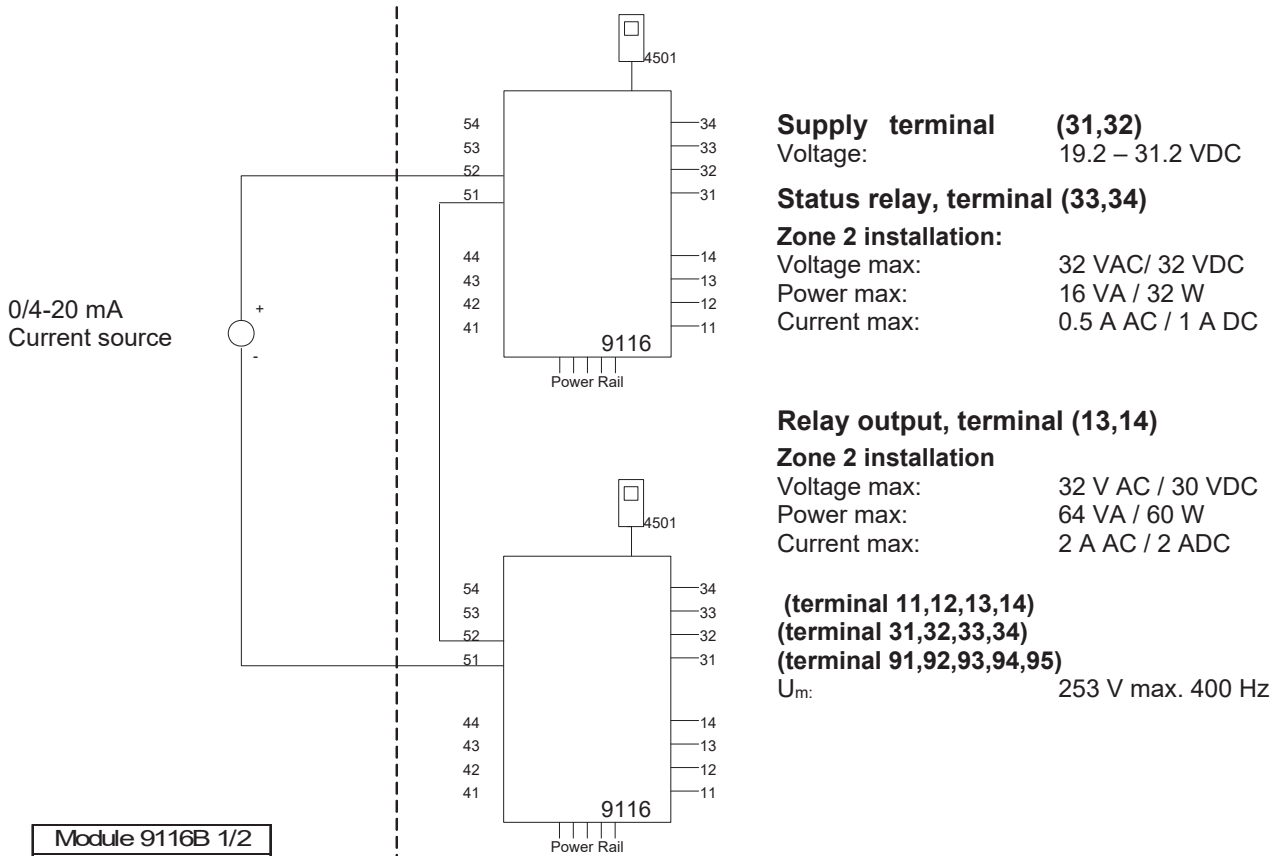 4501
54
53
52
51
44
43
42
41
34
33
32
31
14
13
12
11
9116
Power Rail
0/4-20 mA
Current source
+
-
4501
54
53
52
51
44
43
42
41
34
33
32
31
14
13
12
11
9116
Power Rail
Module 9116B 1/2
Supply terminal (31,32)
Voltage: 19.2 – 31.2 VDC
Status relay, terminal (33,34)
Zone 2 installation:
Voltage max: 32 VAC/ 32 VDC
Power max: 16 VA / 32 W
Current max: 0.5 A AC / 1 A DC
Relay output, terminal (13,14)
Zone 2 installation
Voltage max: 32 V AC / 30 VDC
Power max: 64 VA / 60 W
Current max: 2 A AC / 2 ADC
(terminal 11,12,13,14)
(terminal 31,32,33,34)
(terminal 91,92,93,94,95)
Um: 253 V max. 400 Hz